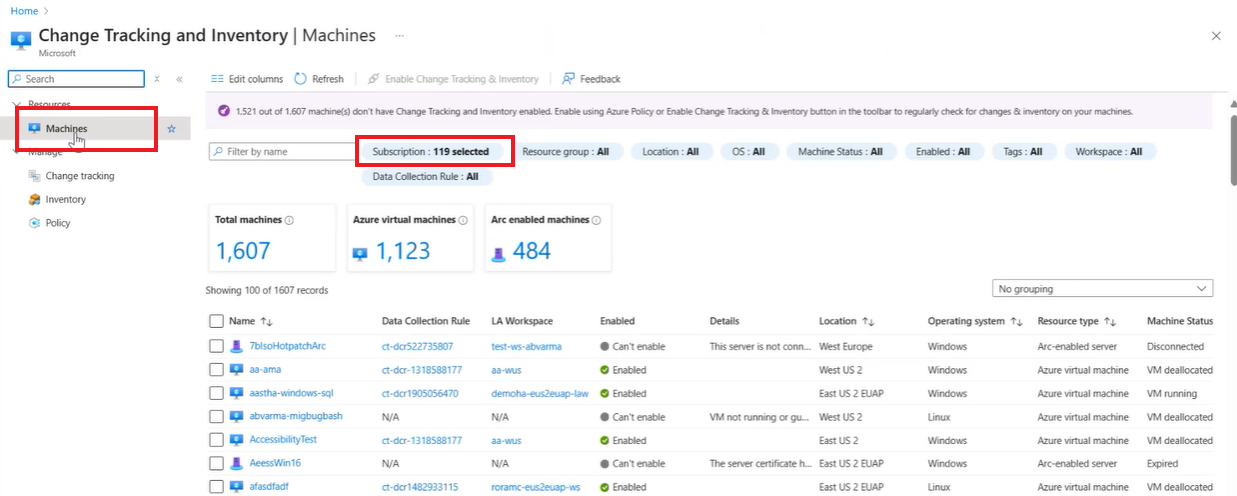 Home >
Change Tracking and Inventory | Machines ...
Microsoft
Search
Edit columns Refresh Enable Change Tracking & Inventory Feedback
Resources
Machines
Manage
Change tracking
Inventory
Policy
1,521 out of 1,607 machine(s) don't have Change Tracking and Inventory enabled. Enable using Azure Policy or Enable Change Tracking & Inventory button in the toolbar to regularly check for changes & inventory on your machines.
Filter by name Subscription : 119 selected Resource group : All Location : All OS : All Machine Status : All Enabled : All Tags : All Workspace : All
Data Collection Rule : All
Total machines Azure virtual machines Arc enabled machines
1,607 1,123 484
Showing 100 of 1607 records
No grouping
Name Data Collection Rule LA Workspace Enabled Details Location Operating system Resource type Machine Status
7blsoHotpatchArc ct-dcr522735807 test-ws-abvarma Can't enable This server is not conn... West Europe Windows Arc-enabled server Disconnected
aa-ama ct-dcr-1318588177 aa-wus Enabled West US 2 Windows Azure virtual machine VM deallocated
aastha-windows-sql ct-dcr1905056470 demoha-eus2euap-law Enabled East US 2 EUAP Windows Azure virtual machine VM running
abvarma-migbugbash N/A N/A Can't enable VM not running or gu... West US 2 Linux Azure virtual machine VM deallocated
AccessibilityTest ct-dcr-1318588177 aa-wus Enabled East US 2 Windows Azure virtual machine VM deallocated
AeessWin16 N/A N/A Can't enable The server certificate h... East US 2 EUAP Windows Arc-enabled server Expired
afasdfadf ct-dcr1482933115 roramc-eus2euap-ws Enabled East US 2 EUAP Linux Azure virtual machine VM deallocated